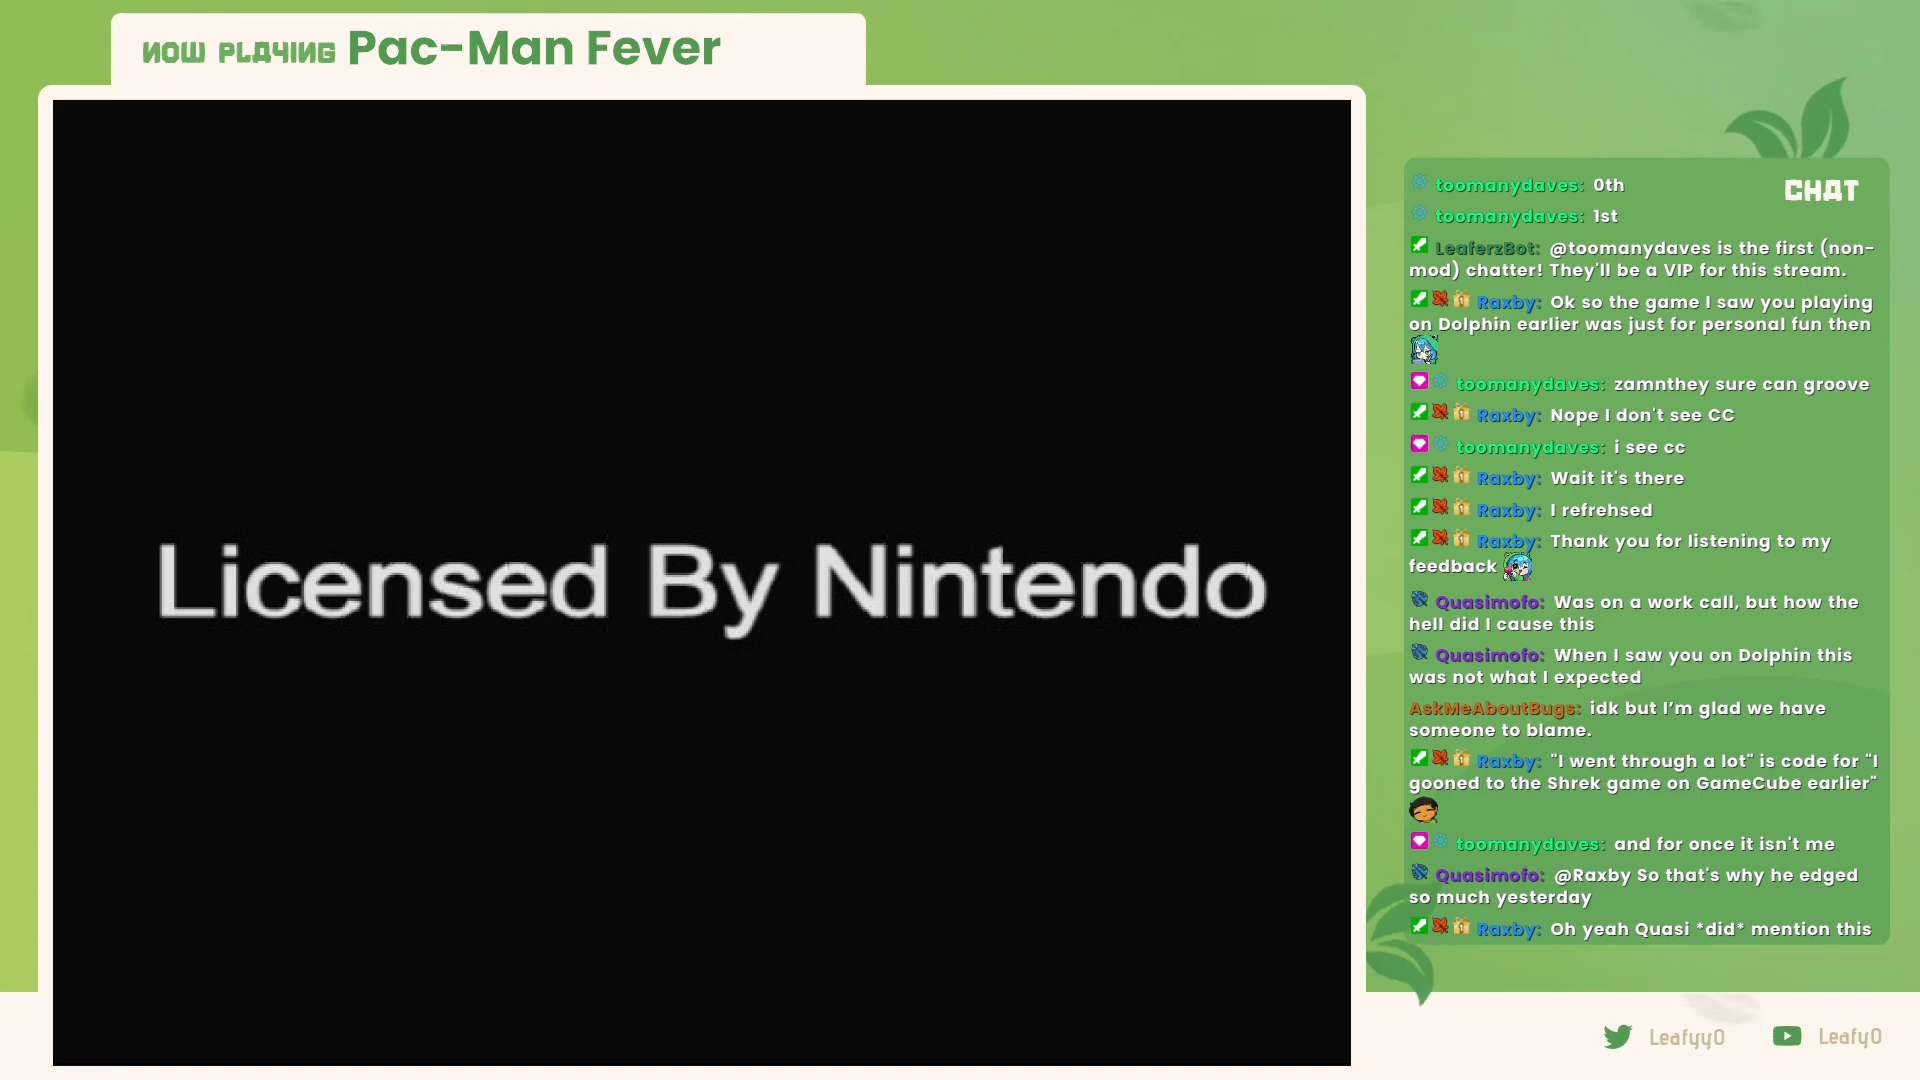 NOW PLAYING Pac-Man Fever
Licensed By Nintendo
CHAT
toomanydaves: 0th
toomanydaves: 1st
LeaferzBot: @toomanydaves is the first (non-
mod) chatter! They'll be a VIP for this stream.
Raxby: Ok so the game I saw you playing
on Dolphin earlier was just for personal fun then
toomanydaves: zamnthey sure can groove
Raxby: Nope I don't see CC
toomanydaves: i see cc
Raxby: Wait it's there
Raxby: I refrehsed
Raxby: Thank you for listening to my
feedback
Quasimofo: Was on a work call, but how the
hell did I cause this
Quasimofo: When I saw you on Dolphin this
was not what I expected
AskMeAboutBugs: idk but I’m glad we have
someone to blame.
Raxby: "I went through a lot" is code for "I
gooned to the Shrek game on GameCube earlier"
toomanydaves: and for once it isn't me
Quasimofo: @Raxby So that's why he edged
so much yesterday
Raxby: Oh yeah Quasi *did* mention this
Leafyy0
Leafy0